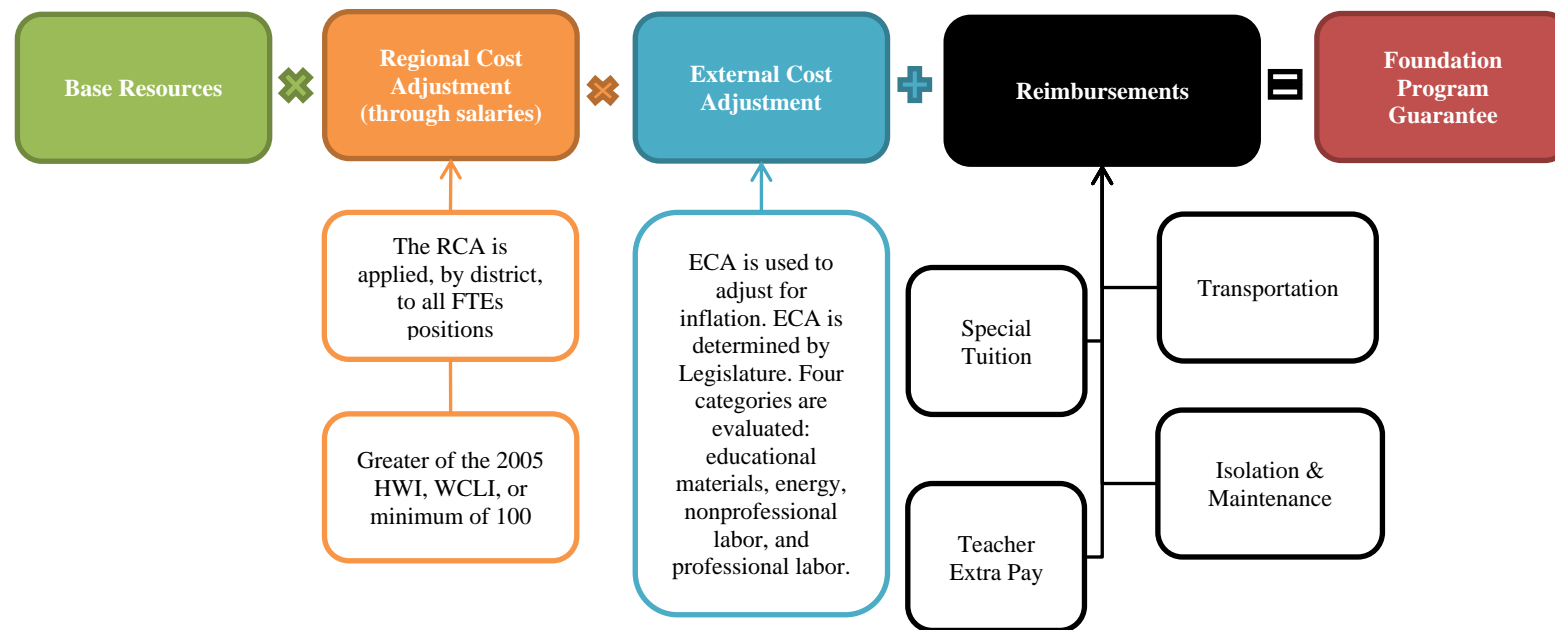 Base Resources
Regional Cost
Adjustment
(through salaries)
External Cost
Adjustment
Reimbursements
Foundation
Program
Guarantee
The RCA is
applied, by district,
to all FTEs
positions
Greater of the 2005
HWI, WCLI, or
minimum of 100
ECA is used to
adjust for
inflation. ECA is
determined by
Legislature. Four
categories are
evaluated:
educational
materials, energy,
nonprofessional
labor, and
professional labor.
Special
Tuition
Transportation
Teacher
Extra Pay
Isolation &
Maintenance